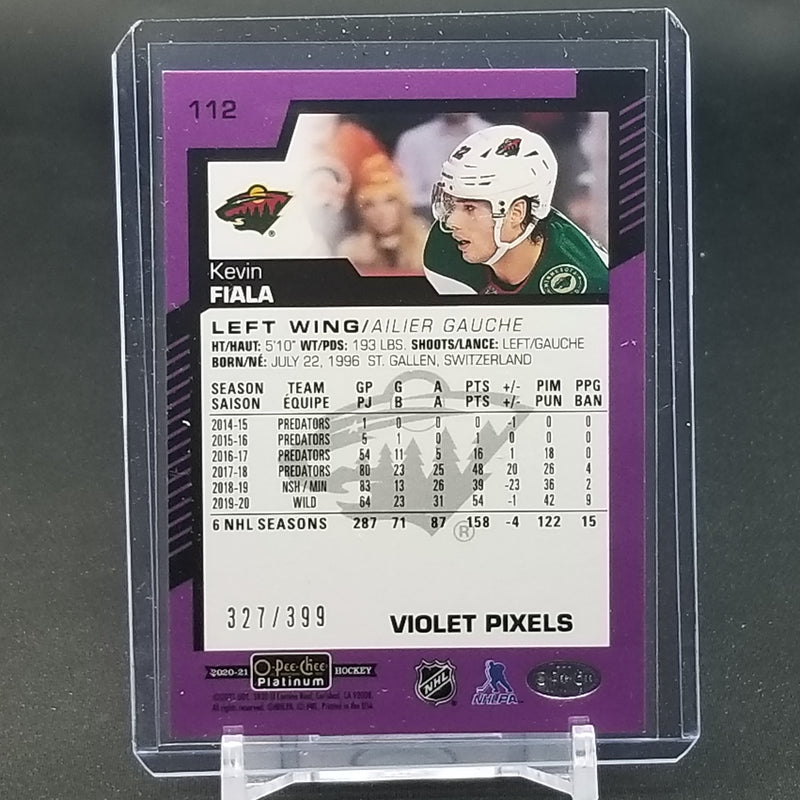 112
Kevin
FIALA
LEFT WING/AILIER GAUCHE
HT/HAUT: 5'10" WT/PDS: 193 LBS. SHOOTS/LANCE: LEFT/GAUCHE
BORN/NÉ: JULY 22, 1996 ST. GALLEN, SWITZERLAND
SEASON TEAM GP G A PTS +/- PIM PPG
SAISON ÉQUIPE PJ B A PTS +/- PUN BAN
2014-15 PREDATORS 1 0 0 0 -1 0 0
2015-16 PREDATORS 5 1 0 1 0 0 0
2016-17 PREDATORS 54 11 5 16 1 18 0
2017-18 PREDATORS 80 23 25 48 20 26 4
2018-19 NSH / MIN 83 13 26 39 -23 36 2
2019-20 WILD 64 23 31 54 -1 42 9
6 NHL SEASONS 287 71 87 158 -4 122 15
®
327/399
VIOLET PIXELS
2020-21 O-Pee-Chee Platinum HOCKEY
NHL
NHLPA
Printed in the USA.